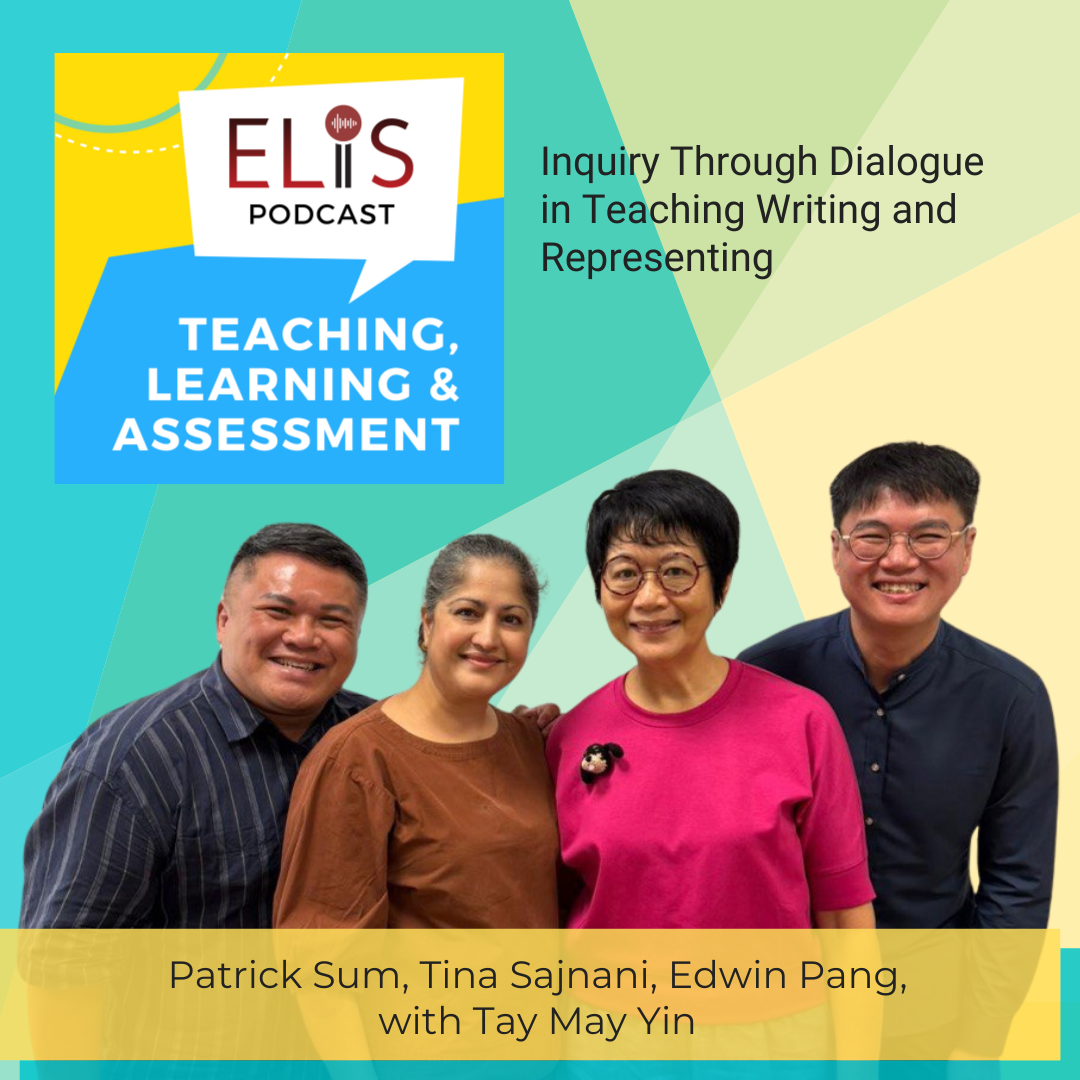 ELiS
PODCAST
TEACHING,
LEARNING &
ASSESSMENT
Inquiry Through Dialogue
in Teaching Writing and
Representing
Patrick Sum, Tina Sajnani, Edwin Pang,
with Tay May Yin